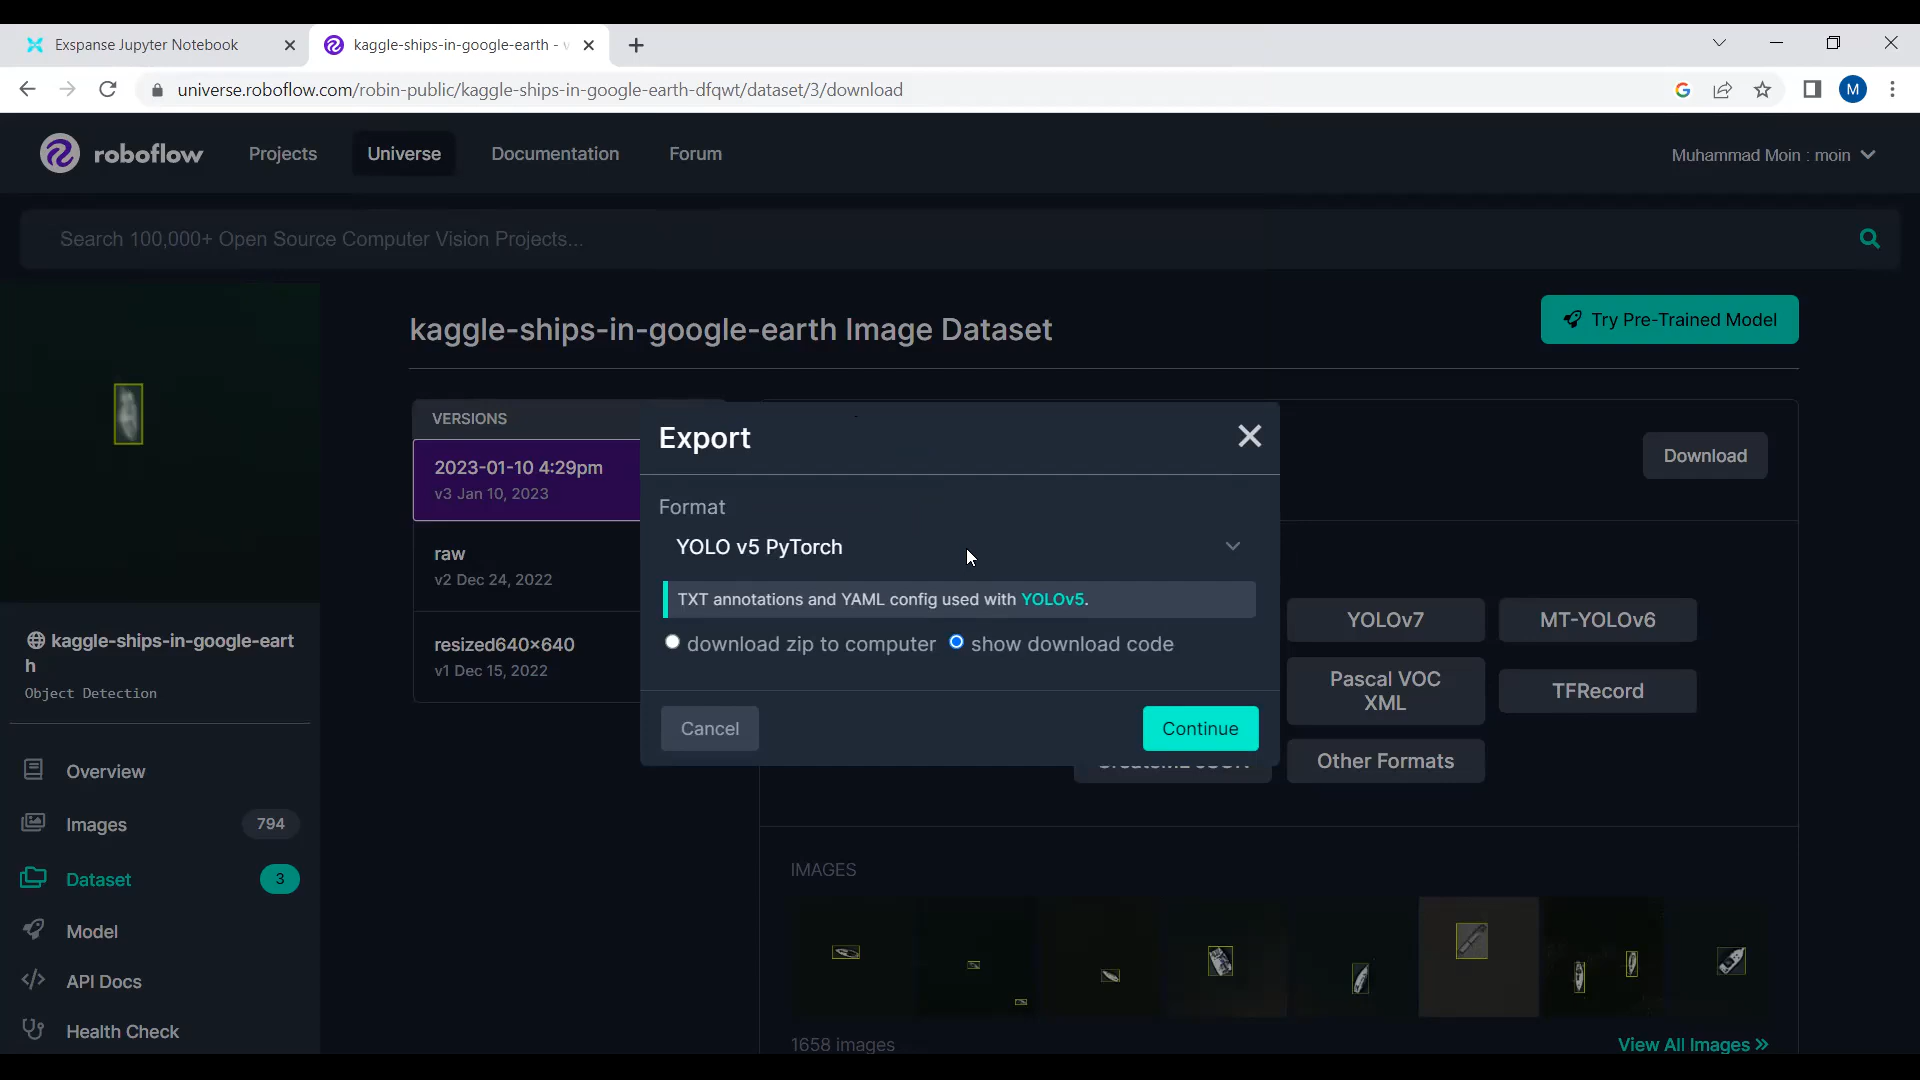 Exspanse Jupyter Notebook
kaggle-ships-in-google-earth -
universe.roboflow.com/robin-public/kaggle-ships-in-google-earth-dfqwt/dataset/3/download
M
roboflow Projects Universe Documentation Forum Muhammad Moin : moin
Search 100,000+ Open Source Computer Vision Projects...
kaggle-ships-in-google-earth Image Dataset
Try Pre-Trained Model
VERSIONS
2023-01-10 4:29pm
v3 Jan 10, 2023
raw
v2 Dec 24, 2022
resized640x640
v1 Dec 15, 2022
Export
Format
YOLO v5 PyTorch
TXT annotations and YAML config used with YOLOv5.
download zip to computer show download code
Cancel Continue
Download
YOLOv7 MT-YOLOv6
Pascal VOC
XML
TFRecord
Other Formats
kaggle-ships-in-google-eart
h
Object Detection
Overview
Images 794
Dataset 3
Model
API Docs
Health Check
IMAGES
1658 images
View All Images »